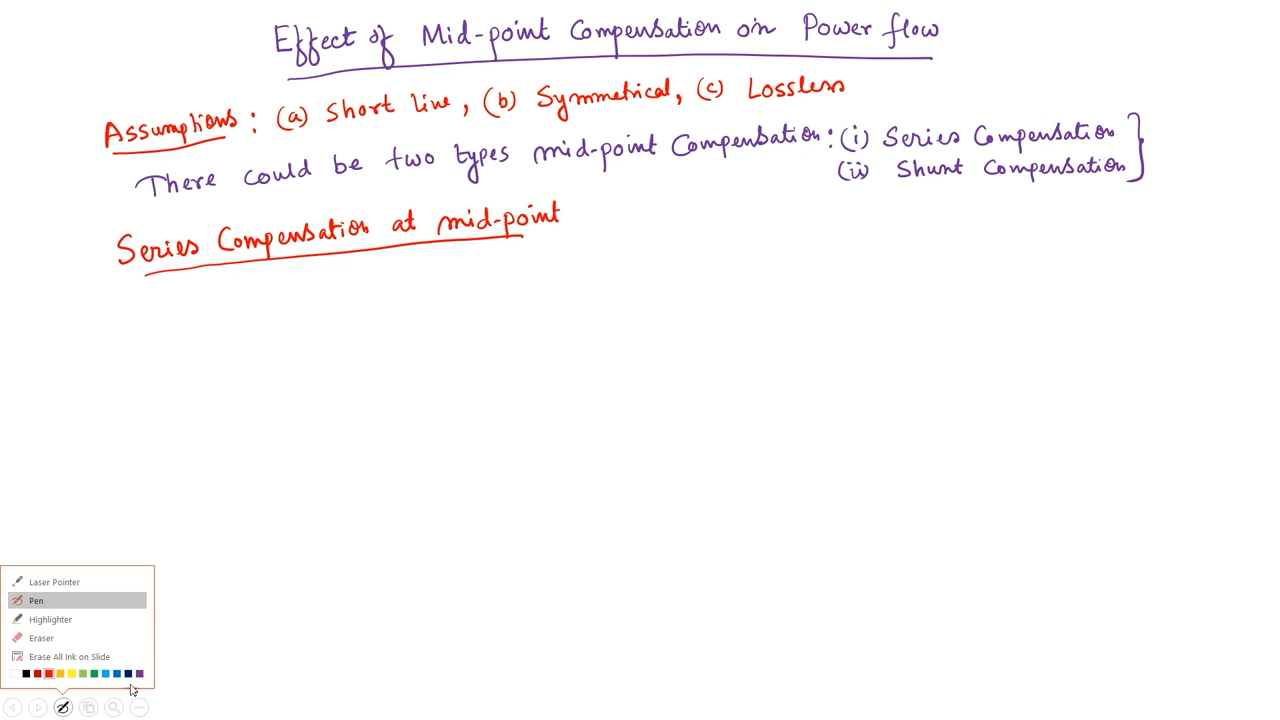 Effect of Mid-point Compensation on Power flow
Assumptions: (a) Short line, (b) Symmetrical, (c) Lossless
There could be two types mid-point Compensation: (i) Series Compensation
(ii) Shunt Compensation
Series Compensation at mid-point
Laser Pointer
Pen
Highlighter
Eraser
Erase All Ink on Slide